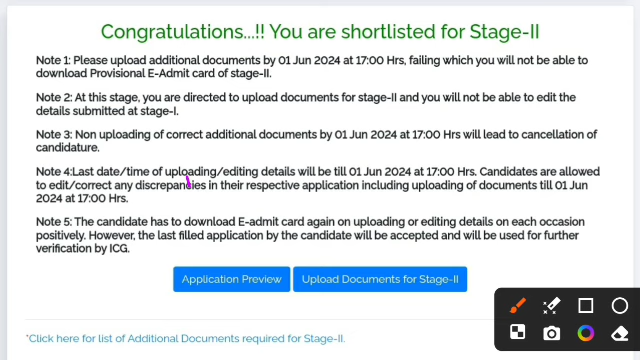 Congratulations...!! You are shortlisted for Stage-II
Note 1: Please upload additional documents by 01 Jun 2024 at 17:00 Hrs, failing which you will not be able to
download Provisional E-Admit card of stage-II.
Note 2: At this stage, you are directed to upload documents for stage-II and you will not be able to edit the
details submitted at stage-I.
Note 3: Non uploading of correct additional documents by 01 Jun 2024 at 17:00 Hrs will lead to cancellation of
candidature.
Note 4:Last date/time of uploading/editing details will be till 01 Jun 2024 at 17:00 Hrs. Candidates are allowed
to edit/correct any discrepancies in their respective application including uploading of documents till 01 Jun
2024 at 17:00 Hrs.
Note 5: The candidate has to download E-admit card again on uploading or editing details on each occasion
positively. However, the last filled application by the candidate will be accepted and will be used for further
verification by ICG.
Application Preview Upload Documents for Stage-II
*Click here for list of Additional Documents required for Stage-II.